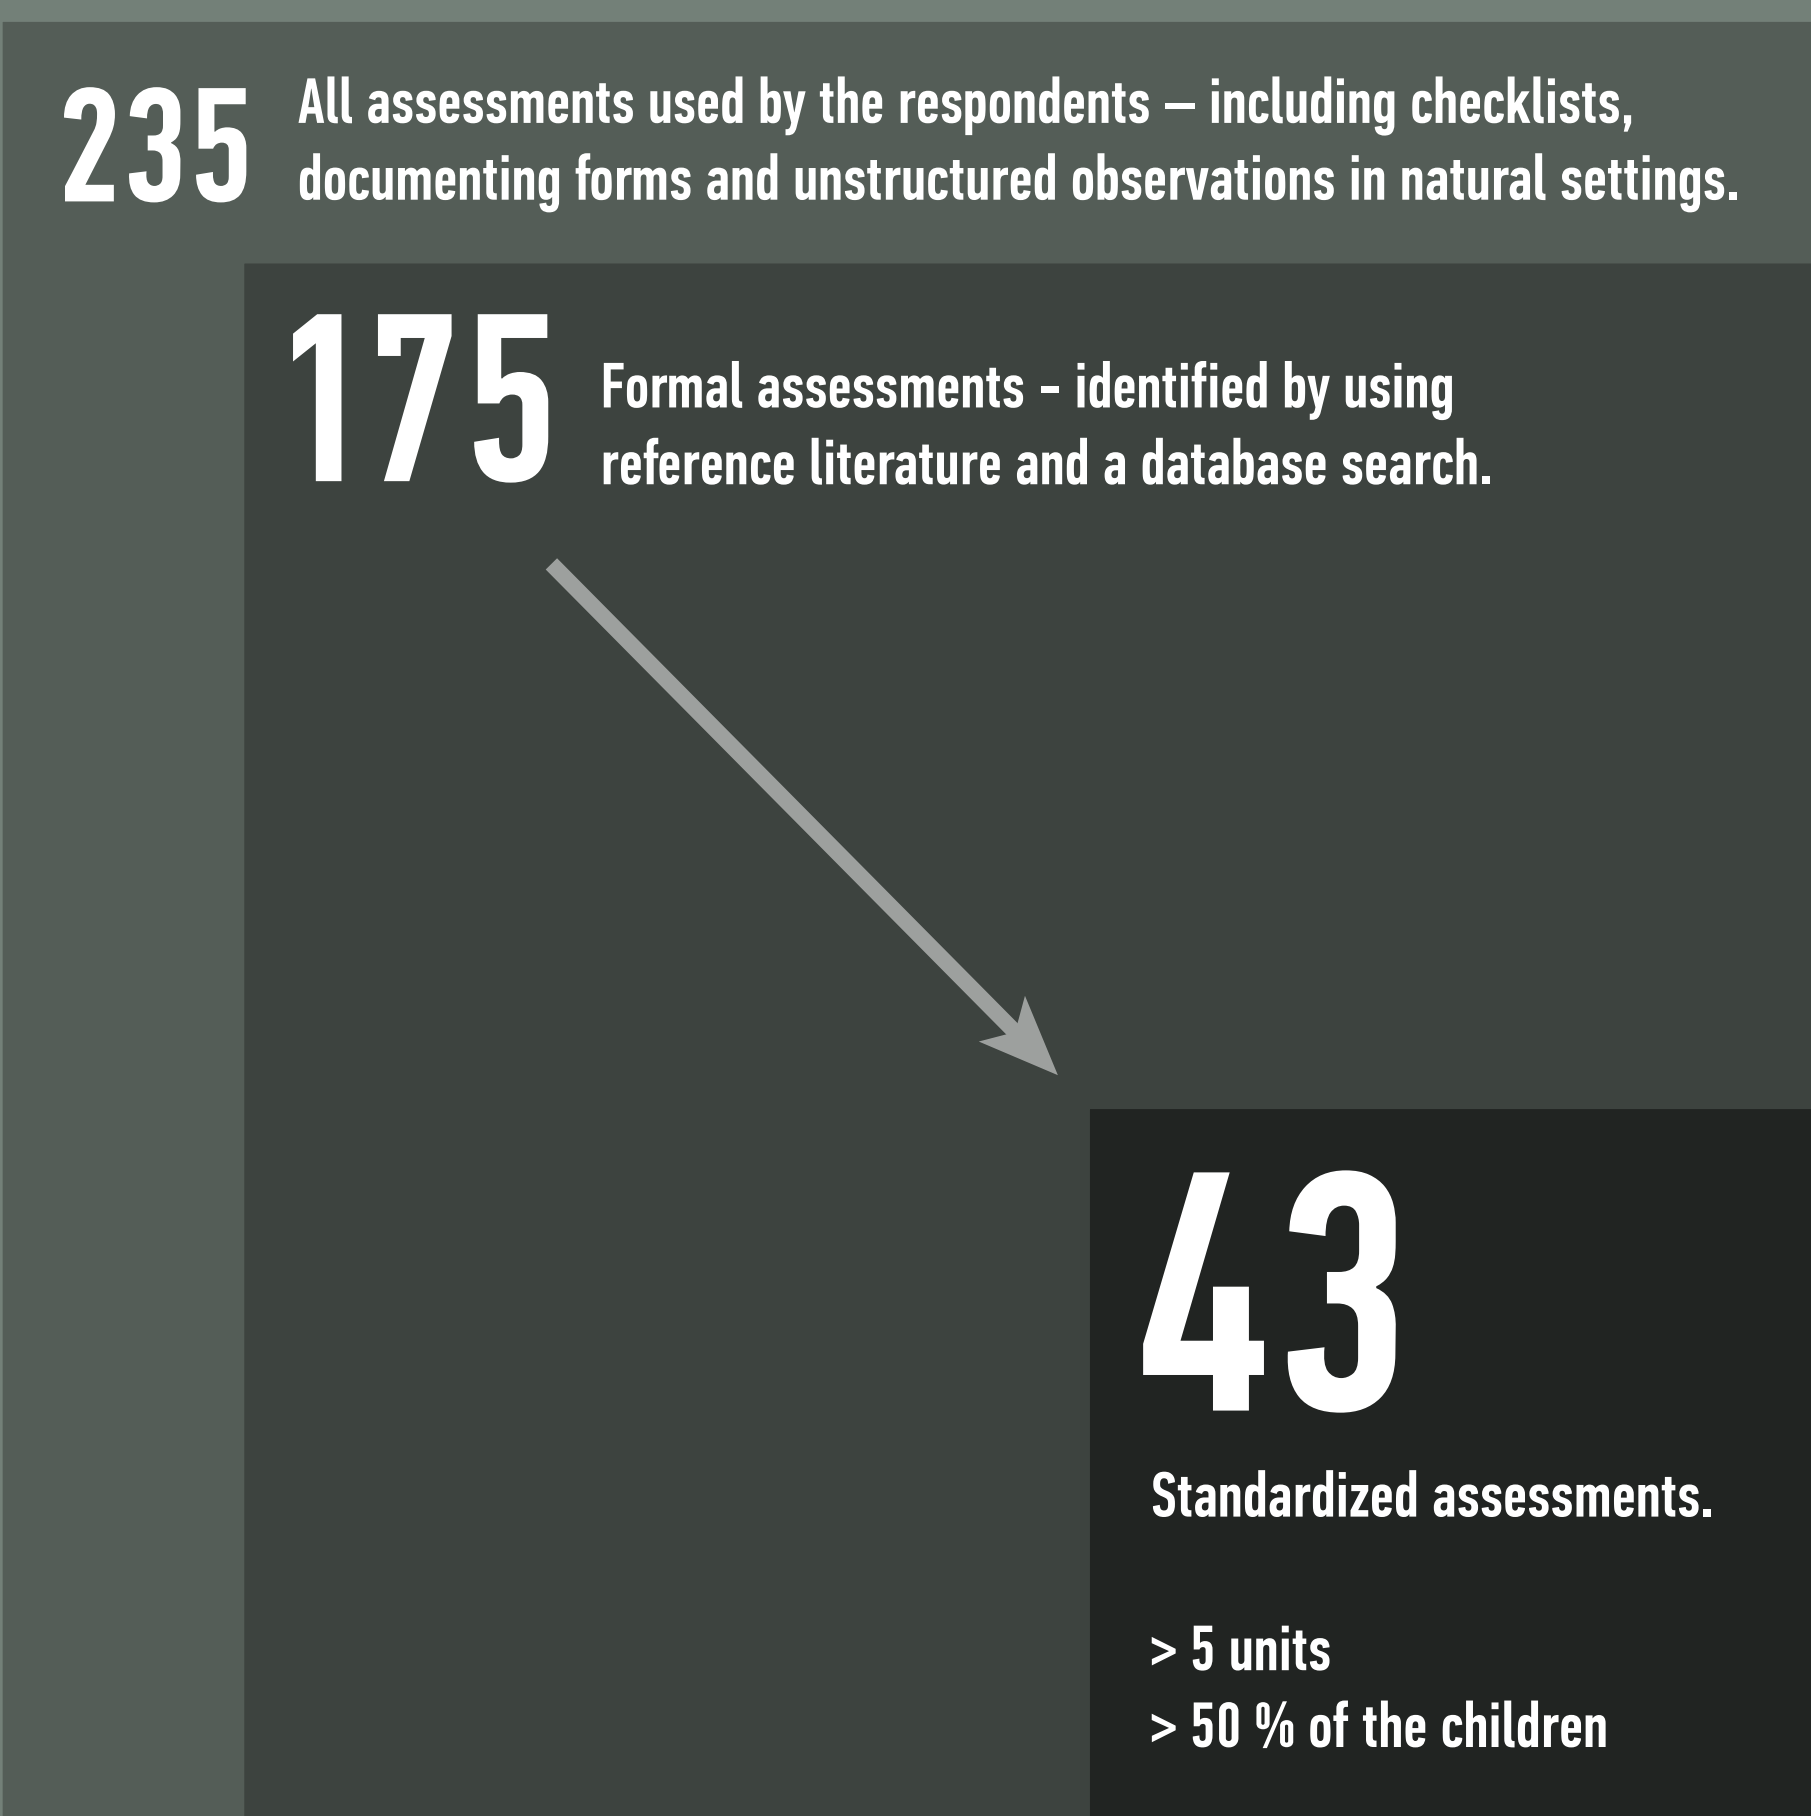 235
All assessments used by the respondents – including checklists,
documenting forms and unstructured observations in natural settings.
175
Formal assessments - identified by using
reference literature and a database search.
43
Standardized assessments.
> 5 units
> 50 % of the children